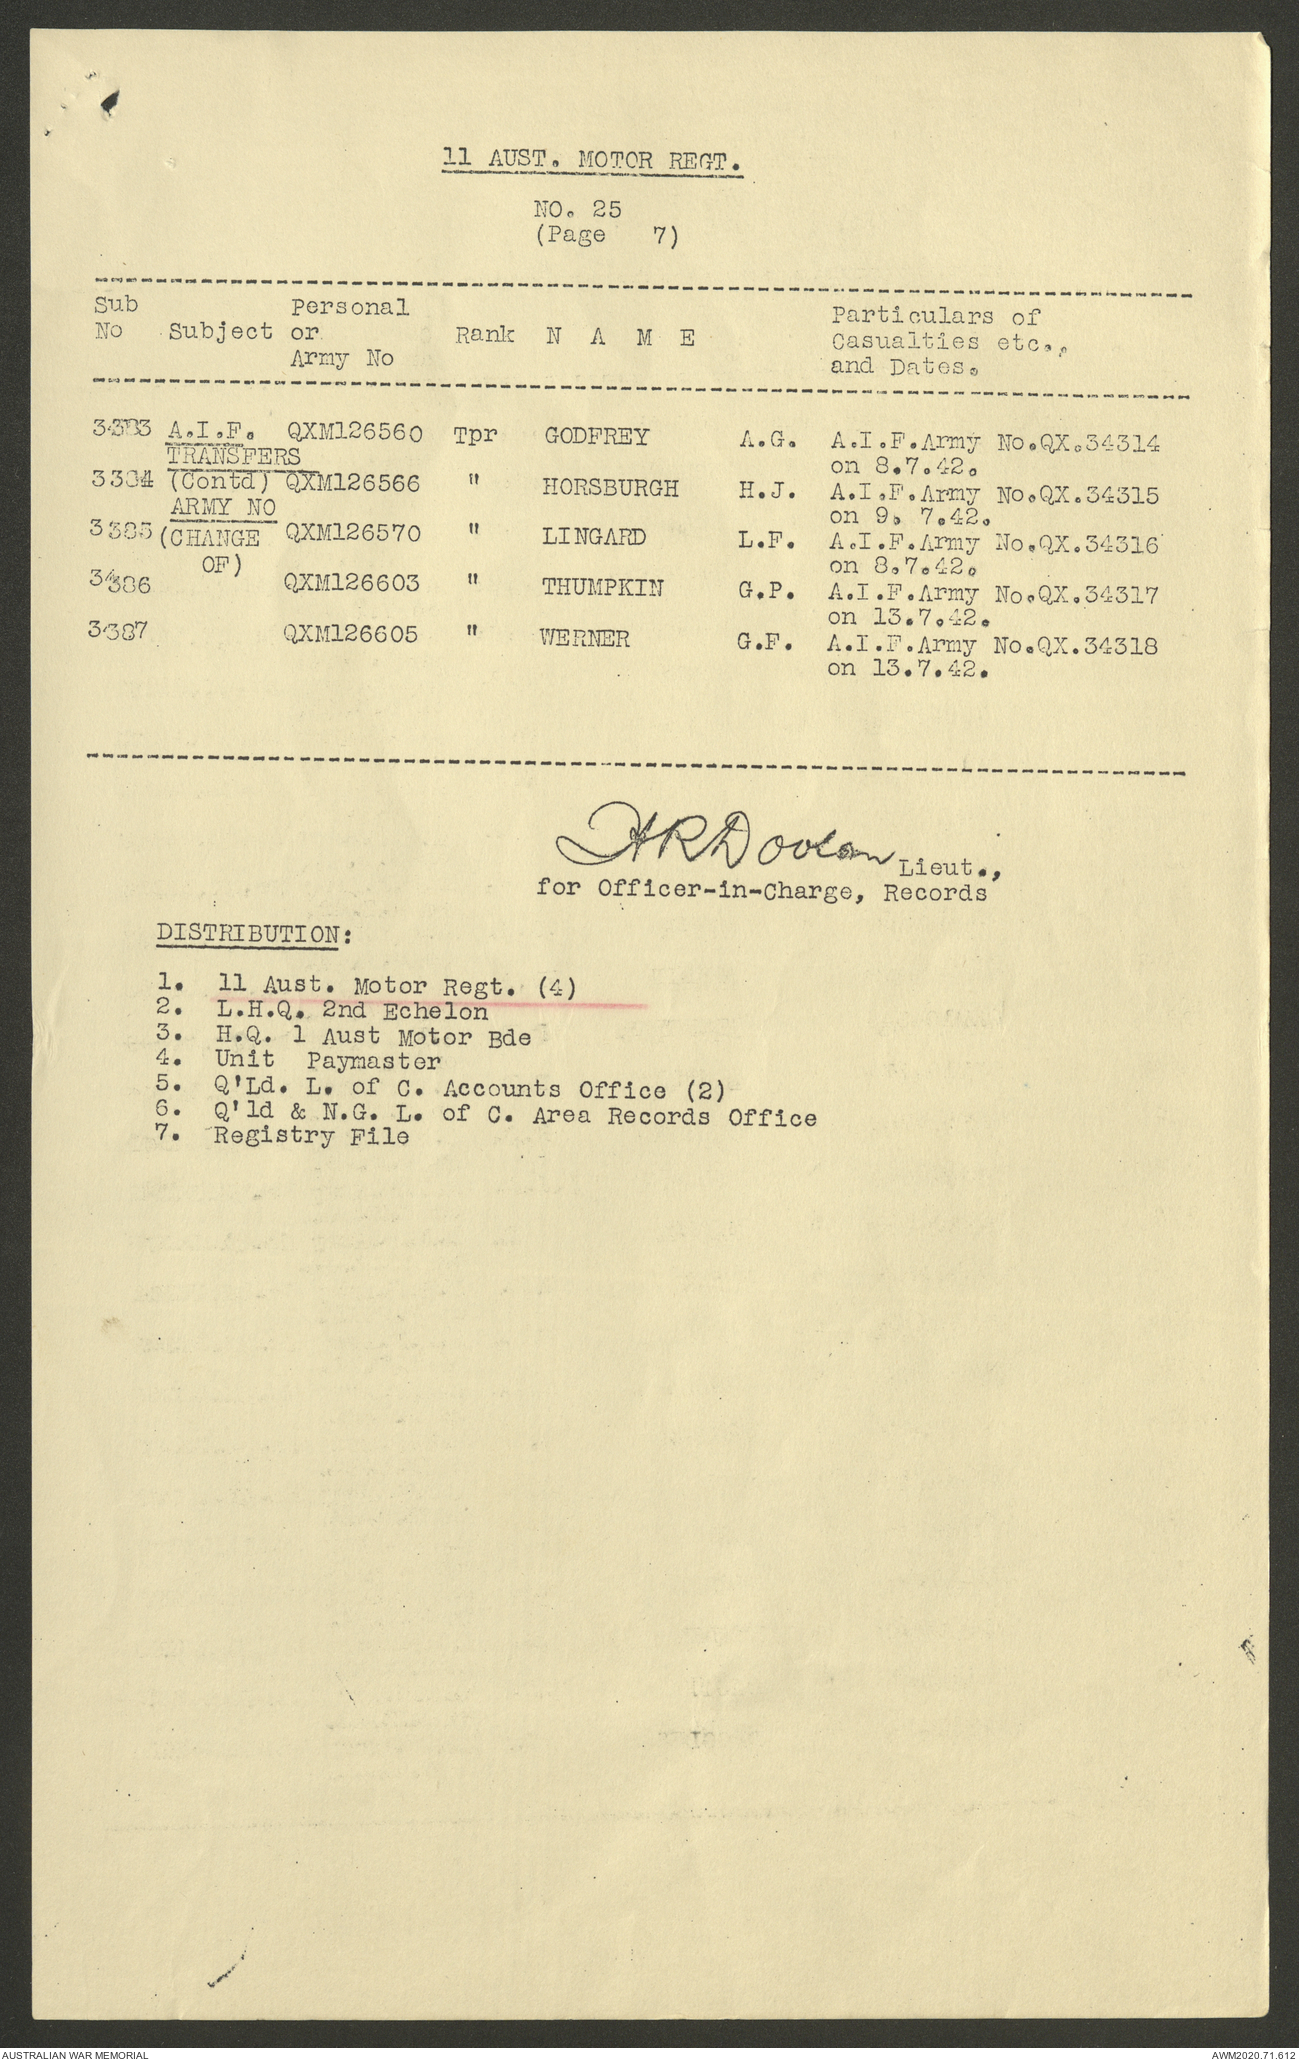 11 AUST. MOTOR REGT.
NO. 25
(Page 7)
Sub Personal Particulars of
No Subject or Rank N A M E Casualties etc.,
Army No and Dates.
3383 A.I.F. QXM126560 Tpr GODFREY A.G. A.I.F.Army No.QX.34314
TRANSFERS on 8.7.42.
3384 (Contd) QXM126566 " HORSBURGH H.J. A.I.F.Army No.QX.34315
ARMY NO on 9. 7.42.
3385 (CHANGE QXM126570 " LINGARD L.F. A.I.F.Army No.QX.34316
OF) on 8.7.42.
3386 QXM126603 " THUMPKIN G.P. A.I.F.Army No.QX.34317
on 13.7.42.
3387 QXM126605 " WERNER G.F. A.I.F.Army No.QX.34318
on 13.7.42.
Lieut.,
for Officer-in-Charge, Records
DISTRIBUTION:
1. 11 Aust. Motor Regt. (4)
2. L.H.Q. 2nd Echelon
3. H.Q. 1 Aust Motor Bde
4. Unit Paymaster
5. Q'Ld. L. of C. Accounts Office (2)
6. Q'ld & N.G. L. of C. Area Records Office
7. Registry File
AUSTRALIAN WAR MEMORIAL AWM2020.71.612